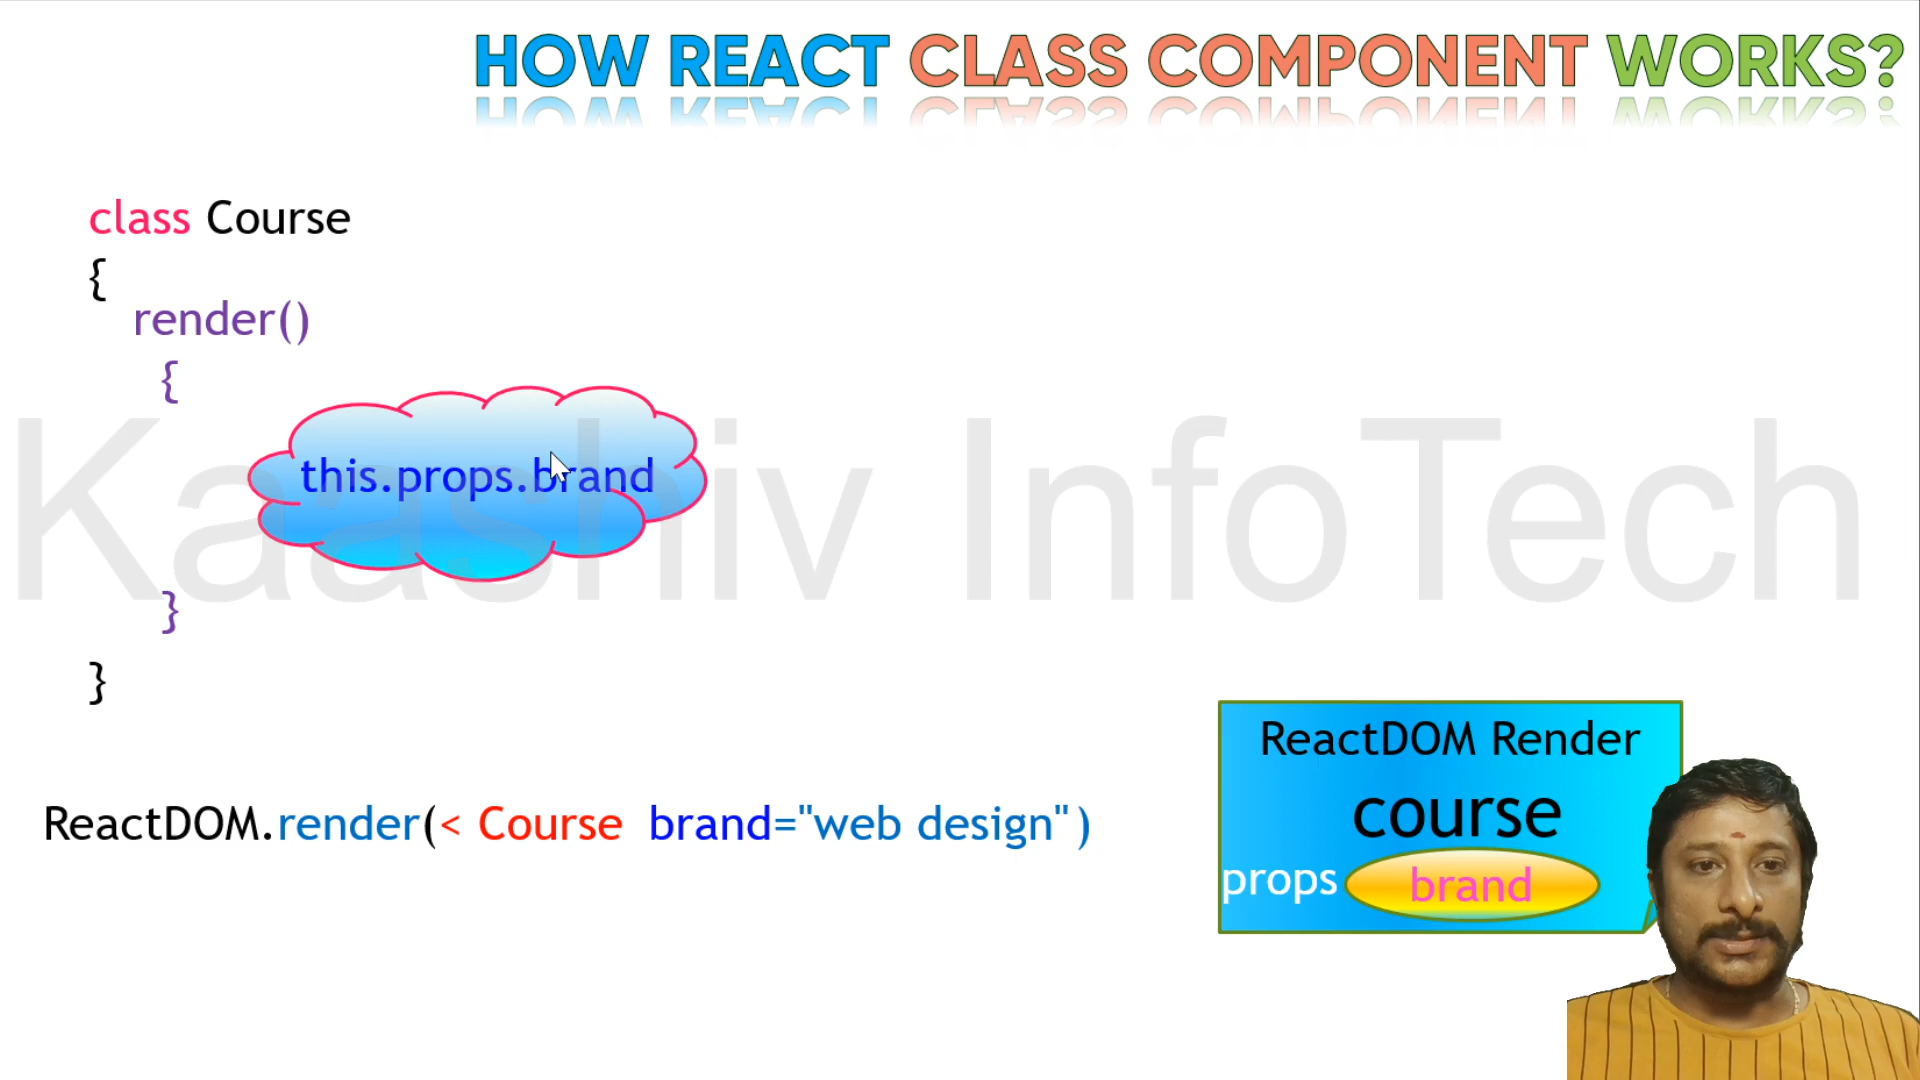 HOW REACT CLASS COMPONENT WORKS?
class Course
{
render()
{
this.props.brand
}
}
Kaashiv InfoTech
ReactDOM.render(< Course brand="web design")
ReactDOM Render
course
props brand